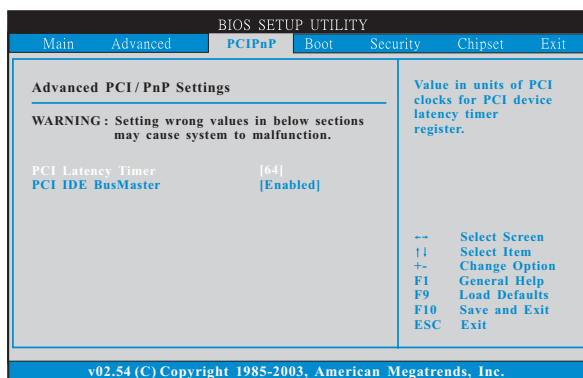 BIOS SETUP UTILITY
Main Advanced PCIPnP Boot Security Chipset Exit
Advanced PCI / PnP Settings
WARNING : Setting wrong values in below sections
may cause system to malfunction.
PCI Latency Timer [64]
PCI IDE BusMaster [Enabled]
Value in units of PCI
clocks for PCI device
latency timer
register.
←→ Select Screen
↑↓ Select Item
+- Change Option
F1 General Help
F9 Load Defaults
F10 Save and Exit
ESC Exit
v02.54 (C) Copyright 1985-2003, American Megatrends, Inc.